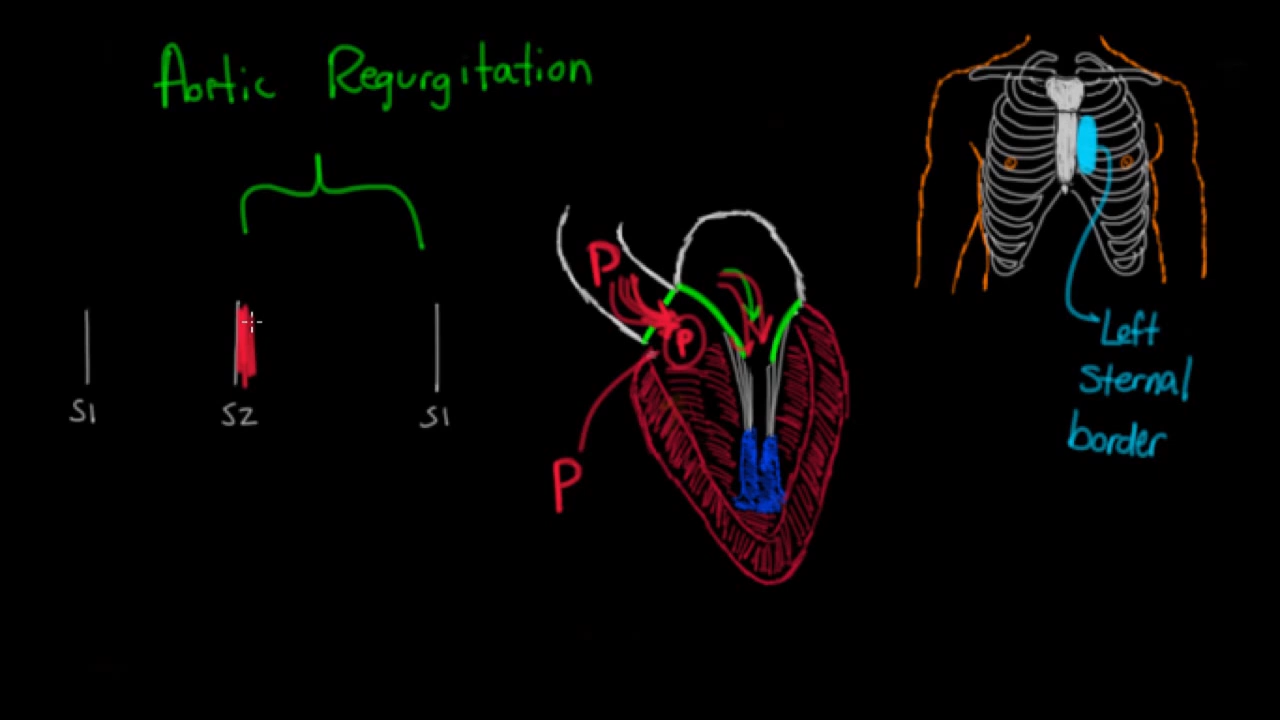 Aortic Regurgitation
S1
S2
S1
P
P
P
Left
Sternal
border